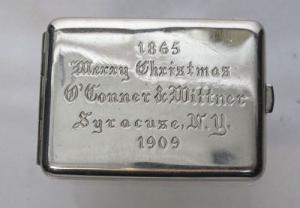 1865
Merry Christmas
O'Conner & Wittner
Syracuse, N.Y.
1909